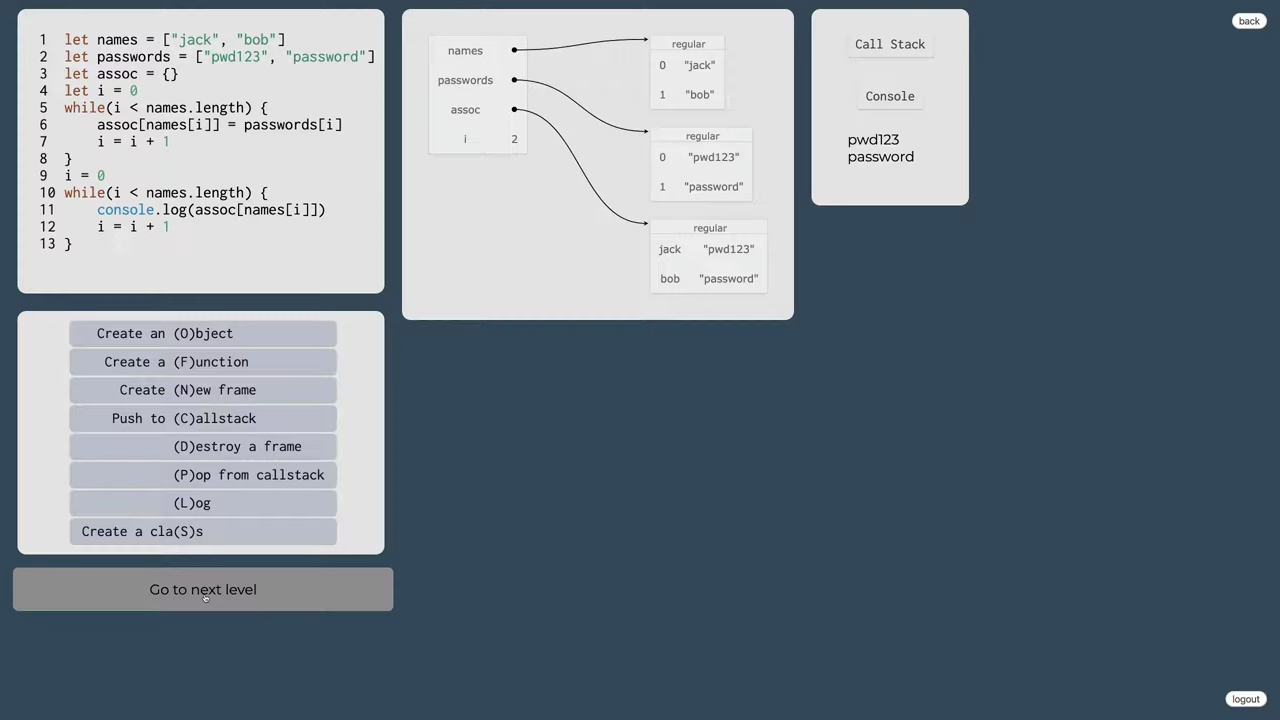 1 let names = ["jack", "bob"]
2 let passwords = ["pwd123", "password"]
3 let assoc = {}
4 let i = 0
5 while(i < names.length) {
6     assoc[names[i]] = passwords[i]
7     i = i + 1
8 }
9 i = 0
10 while(i < names.length) {
11     console.log(assoc[names[i]])
12     i = i + 1
13 }
Create an (O)bject
Create a (F)unction
Create (N)ew frame
Push to (C)allstack
(D)estroy a frame
(P)op from callstack
(L)og
Create a cla(S)s
Go to next level
names
passwords
assoc
i 2
regular
0 "jack"
1 "bob"
regular
0 "pwd123"
1 "password"
regular
jack "pwd123"
bob "password"
Call Stack
Console
pwd123
password
back
logout